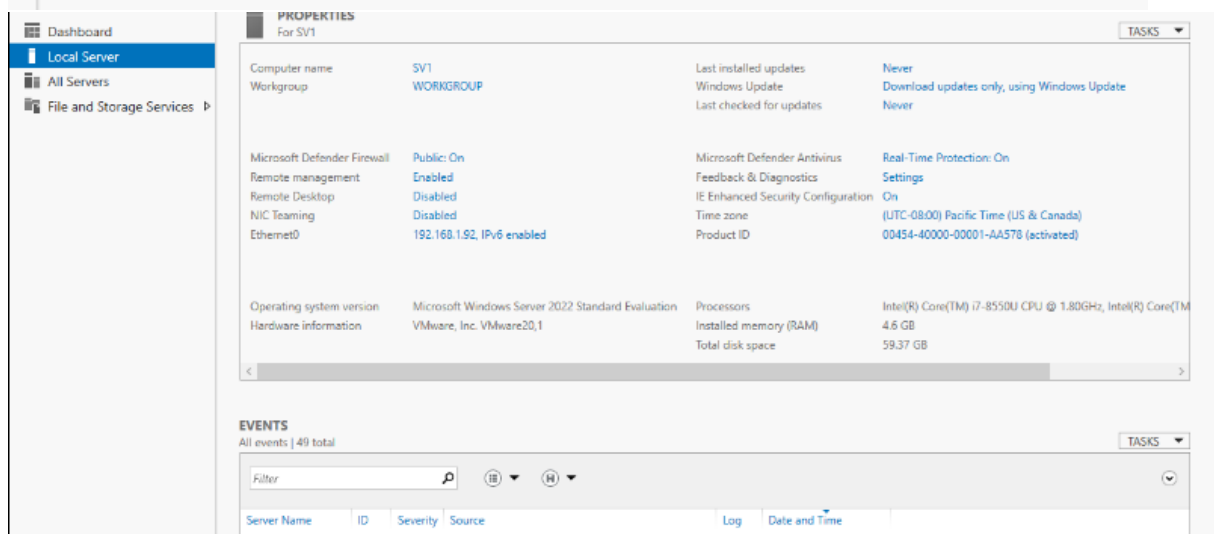 PROPERTIES
For SV1
TASKS
Dashboard
Local Server
All Servers
File and Storage Services
Computer name SV1
Workgroup WORKGROUP
Last installed updates Never
Windows Update Download updates only, using Windows Update
Last checked for updates Never
Microsoft Defender Firewall Public: On
Remote management Enabled
Remote Desktop Disabled
NIC Teaming Disabled
Ethernet0 192.168.1.92, IPv6 enabled
Microsoft Defender Antivirus Real-Time Protection: On
Feedback & Diagnostics Settings
IE Enhanced Security Configuration On
Time zone (UTC-08:00) Pacific Time (US & Canada)
Product ID 00454-40000-00001-AA578 (activated)
Operating system version Microsoft Windows Server 2022 Standard Evaluation
Hardware information VMware, Inc. VMware20,1
Processors Intel(R) Core(TM) i7-8550U CPU @ 1.80GHz, Intel(R) Core(TM
Installed memory (RAM) 4.6 GB
Total disk space 59.37 GB
EVENTS
All events | 49 total
TASKS
Filter
Server Name ID Severity Source Log Date and Time